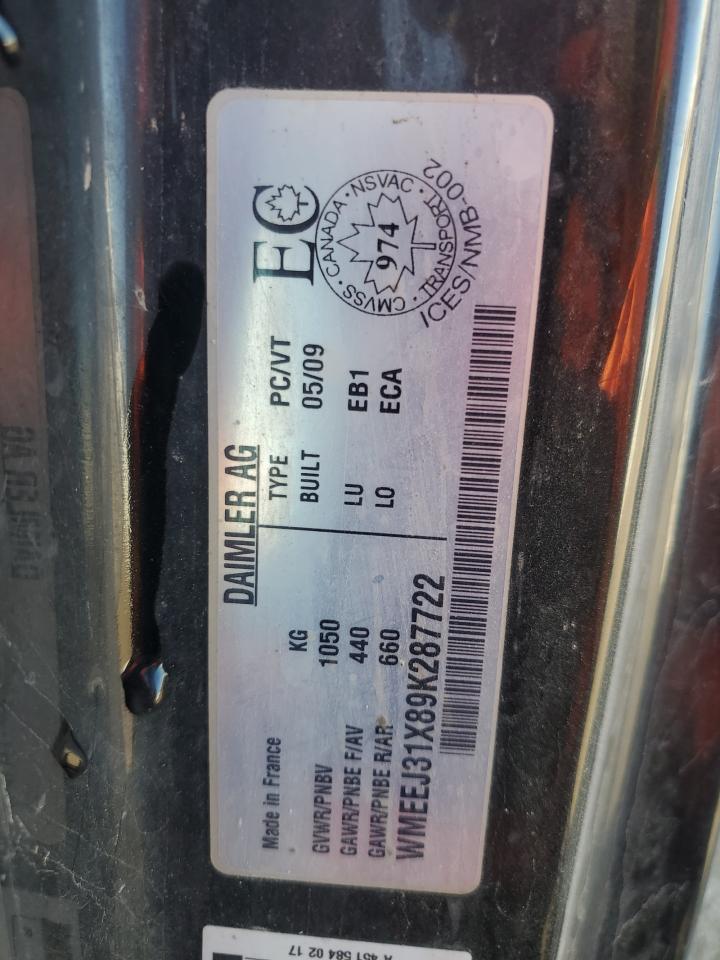 DAIMLER AG
Made in France KG TYPE PC/VT
GVWR/PNBV 1050 BUILT 05/09
GAWR/PNBE F/AV 440 LU EB1
GAWR/PNBE R/AR 660 LO ECA
WMEEJ31X89K287722
EC
CMVSS · CANADA · NSVAC · TRANSPORT ·
974
ICES/NMB-002
A 451 584 02 17